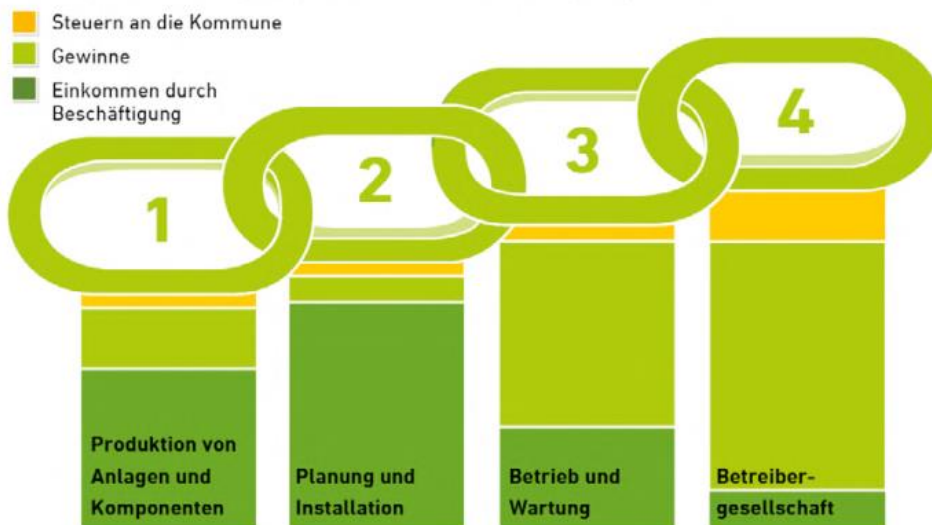 Steuern an die Kommune
Gewinne
Einkommen durch
Beschäftigung
1
2
3
4
Produktion von
Anlagen und
Komponenten
Planung und
Installation
Betrieb und
Wartung
Betreiber-
gesellschaft